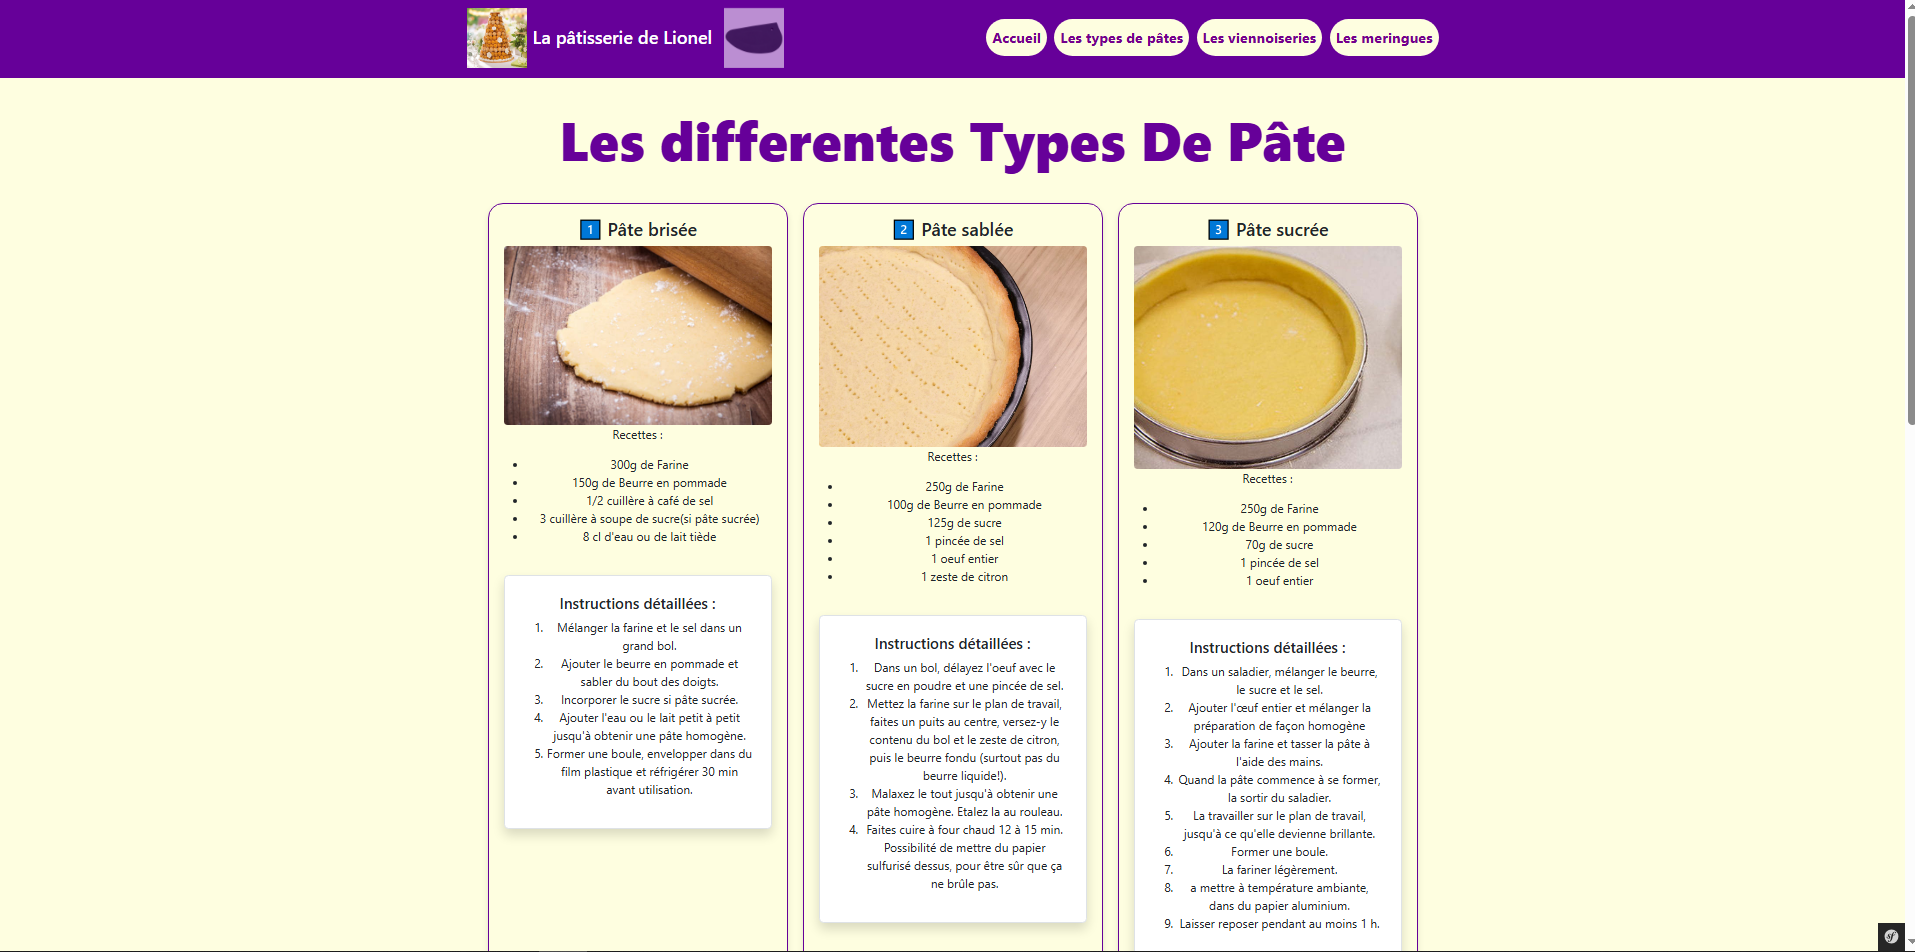 La pâtisserie de Lionel
Accueil
Les types de pâtes
Les viennoiseries
Les meringues
Les differentes Types De Pâte
1 Pâte brisée
Recettes :
300g de Farine
150g de Beurre en pommade
1/2 cuillère à café de sel
3 cuillère à soupe de sucre(si pâte sucrée)
8 cl d'eau ou de lait tiède
Instructions détaillées :
1. Mélanger la farine et le sel dans un
grand bol.
2. Ajouter le beurre en pommade et
sabler du bout des doigts.
3. Incorporer le sucre si pâte sucrée.
4. Ajouter l'eau ou le lait petit à petit
jusqu'à obtenir une pâte homogène.
5. Former une boule, envelopper dans du
film plastique et réfrigérer 30 min
avant utilisation.
2 Pâte sablée
Recettes :
250g de Farine
100g de Beurre en pommade
125g de sucre
1 pincée de sel
1 oeuf entier
1 zeste de citron
Instructions détaillées :
1. Dans un bol, délayez l'oeuf avec le
sucre en poudre et une pincée de sel.
2. Mettez la farine sur le plan de travail,
faites un puits au centre, versez-y le
contenu du bol et le zeste de citron,
puis le beurre fondu (surtout pas du
beurre liquide!).
3. Malaxez le tout jusqu'à obtenir une
pâte homogène. Etalez la au rouleau.
4. Faites cuire à four chaud 12 à 15 min.
Possibilité de mettre du papier
sulfurisé dessus, pour être sûr que ça
ne brûle pas.
3 Pâte sucrée
Recettes :
250g de Farine
120g de Beurre en pommade
70g de sucre
1 pincée de sel
1 oeuf entier
Instructions détaillées :
1. Dans un saladier, mélanger le beurre,
le sucre et le sel.
2. Ajouter l'œuf entier et mélanger la
préparation de façon homogène
3. Ajouter la farine et tasser la pâte à
l'aide des mains.
4. Quand la pâte commence à se former,
la sortir du saladier.
5. La travailler sur le plan de travail,
jusqu'à ce qu'elle devienne brillante.
6. Former une boule.
7. La fariner légèrement.
8. a mettre à température ambiante,
dans du papier aluminium.
9. Laisser reposer pendant au moins 1 h.
sf